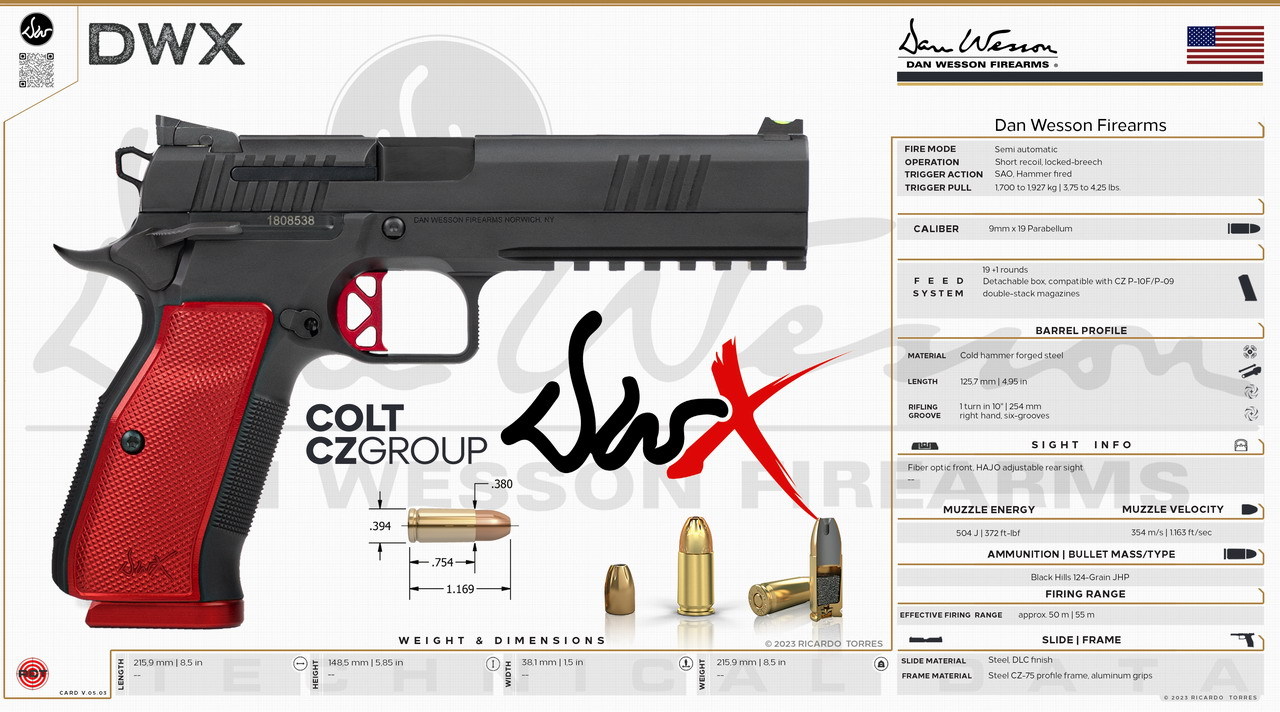 DWX
Dan Wesson
DAN WESSON FIREARMS ®
Dan Wesson Firearms
FIRE MODE Semi automatic
OPERATION Short recoil, locked-breech
TRIGGER ACTION SAO, Hammer fired
TRIGGER PULL 1,700 to 1,927 kg | 3,75 to 4,25 lbs.
CALIBER 9mm x 19 Parabellum
FEED SYSTEM
19 +1 rounds
Detachable box, compatible with CZ P-10F/P-09
double-stack magazines
BARREL PROFILE
MATERIAL Cold hammer forged steel
LENGTH 125,7 mm | 4,95 in
RIFLING GROOVE
1 turn in 10" | 254 mm
right hand, six-grooves
SIGHT INFO
Fiber optic front, HAJO adjustable rear sight
--
MUZZLE ENERGY MUZZLE VELOCITY
504 J | 372 ft-lbf 354 m/s | 1,163 ft/sec
AMMUNITION | BULLET MASS/TYPE
Black Hills 124-Grain JHP
FIRING RANGE
EFFECTIVE FIRING RANGE approx. 50 m | 55 m
SLIDE | FRAME
SLIDE MATERIAL Steel, DLC finish
FRAME MATERIAL Steel CZ-75 profile frame, aluminum grips
© 2023 RICARDO TORRES
1808538
DAN WESSON FIREARMS NORWICH, NY
COLT
CZGROUP
Dan X
.380
.394
.754
1.169
© 2023 RICARDO TORRES
WEIGHT & DIMENSIONS
LENGTH 215,9 mm | 8.5 in
--
HEIGHT 148,5 mm | 5,85 in
--
WIDTH 38,1 mm | 1,5 in
--
WEIGHT 215,9 mm | 8.5 in
--
RDT
CARD V.05.03
Dan Wesson
DAN WESSON FIREARMS
TECHNICAL DATA